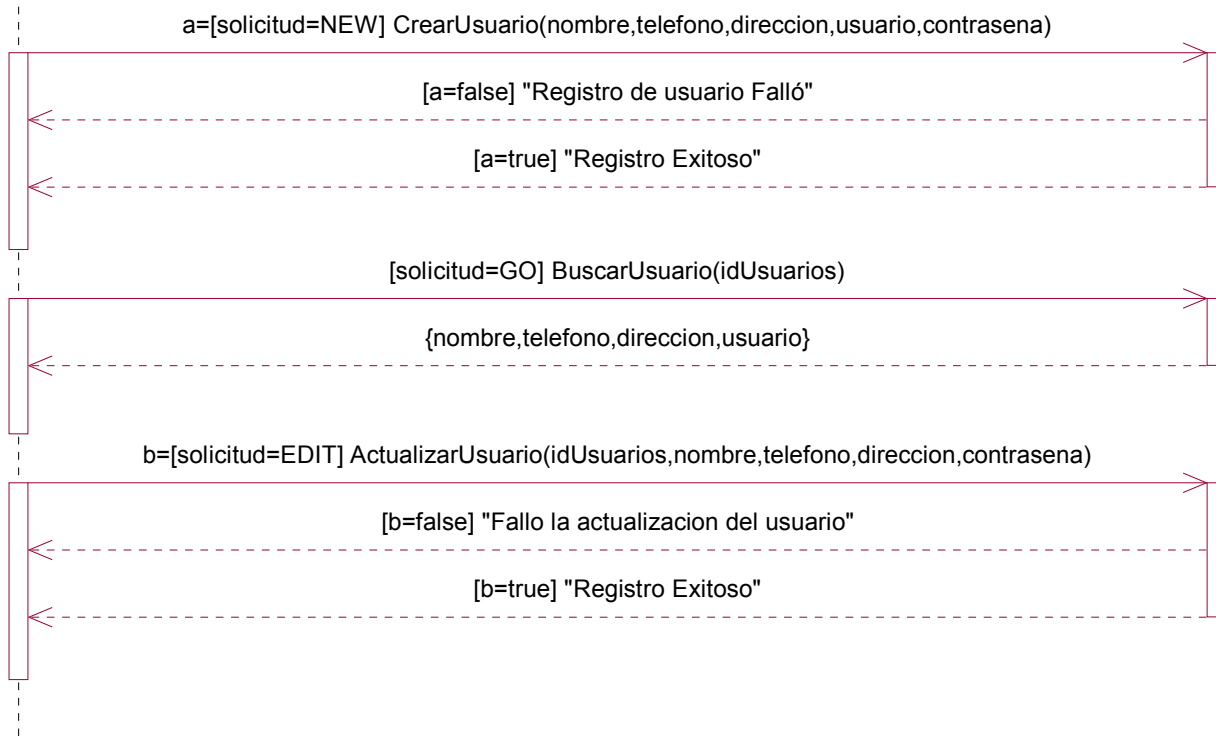 a=[solicitud=NEW] CrearUsuario(nombre,telefono,direccion,usuario,contrasena)
[a=false] "Registro de usuario Falló"
[a=true] "Registro Exitoso"
[solicitud=GO] BuscarUsuario(idUsuarios)
{nombre,telefono,direccion,usuario}
b=[solicitud=EDIT] ActualizarUsuario(idUsuarios,nombre,telefono,direccion,contrasena)
[b=false] "Fallo la actualizacion del usuario"
[b=true] "Registro Exitoso"